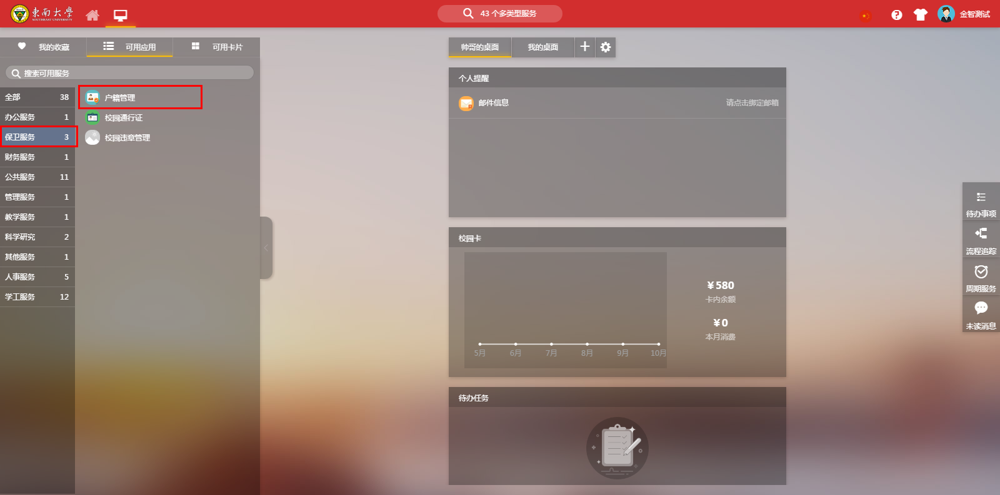 東南大學
SOUTHEAST UNIVERSITY
43 个多类型服务
金智测试
我的收藏
可用应用
可用卡片
搜索可用服务
全部 38
办公服务 1
保卫服务 3
财务服务 1
公共服务 11
管理服务 1
教学服务 1
科学研究 2
其他服务 1
人事服务 5
学工服务 12
户籍管理
校园通行证
校园违章管理
帅哥的桌面
我的桌面
个人提醒
邮件信息
请点击绑定邮箱
校园卡
5月 6月 7月 8月 9月 10月
¥580
卡内余额
¥0
本月消费
待办任务
待办事项
流程追踪
周期服务
未读消息